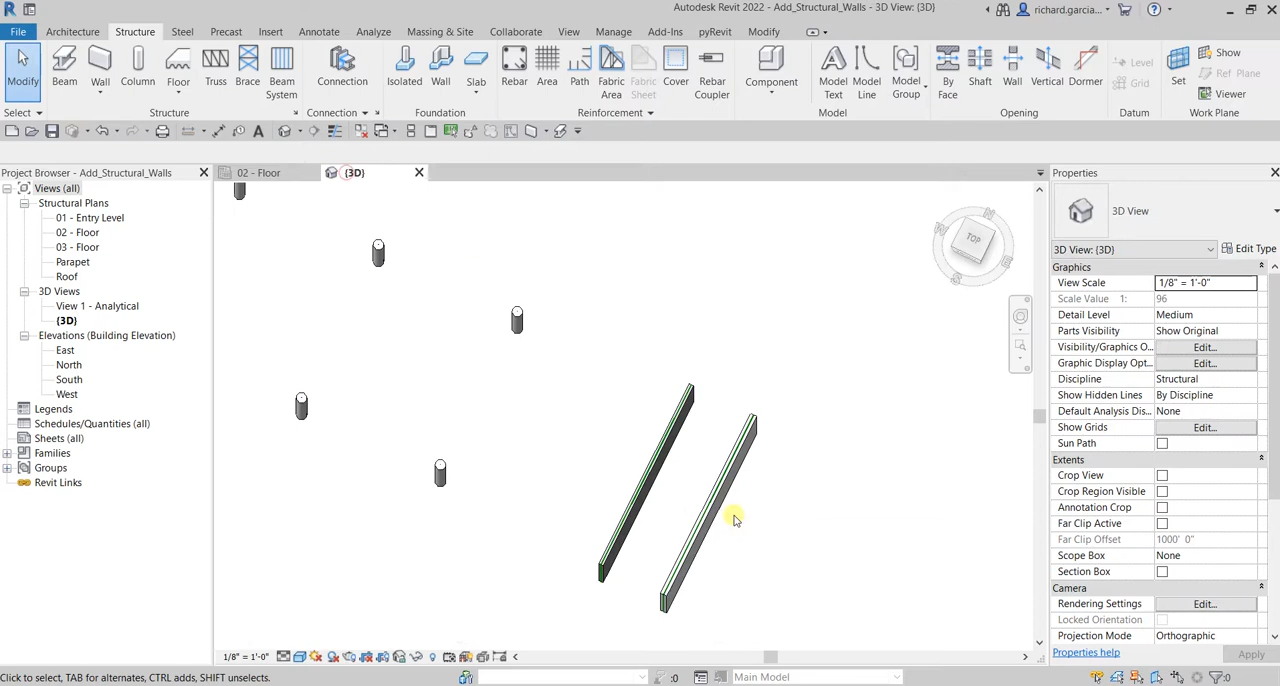 Autodesk Revit 2022 - Add_Structural_Walls - 3D View: {3D}
richard.garcia...
File Architecture Structure Steel Precast Insert Annotate Analyze Massing & Site Collaborate View Manage Add-Ins pyRevit Modify
Modify Beam Wall Column Floor Truss Brace Beam System Connection Isolated Wall Slab Rebar Area Path Fabric Area Fabric Sheet Cover Rebar Coupler Component Model Text Model Line Model Group By Face Shaft Wall Vertical Dormer Level Grid Set Show Ref Plane Viewer
Select Structure Connection Foundation Reinforcement Model Opening Datum Work Plane
Project Browser - Add_Structural_Walls
02 - Floor
{3D}
Properties
Views (all)
Structural Plans
01 - Entry Level
02 - Floor
03 - Floor
Parapet
Roof
3D Views
View 1 - Analytical
{3D}
Elevations (Building Elevation)
East
North
South
West
Legends
Schedules/Quantities (all)
Sheets (all)
Families
Groups
Revit Links
TOP
N
W
E
S
3D View
3D View: {3D} Edit Type
Graphics
View Scale 1/8" = 1'-0"
Scale Value 1: 96
Detail Level Medium
Parts Visibility Show Original
Visibility/Graphics O... Edit...
Graphic Display Opt... Edit...
Discipline Structural
Show Hidden Lines By Discipline
Default Analysis Dis... None
Show Grids Edit...
Sun Path
Extents
Crop View
Crop Region Visible
Annotation Crop
Far Clip Active
Far Clip Offset 1000' 0"
Scope Box None
Section Box
Camera
Rendering Settings Edit...
Locked Orientation
Projection Mode Orthographic
Properties help Apply
1/8" = 1'-0"
Click to select, TAB for alternates, CTRL adds, SHIFT unselects.
:0
Main Model
:0